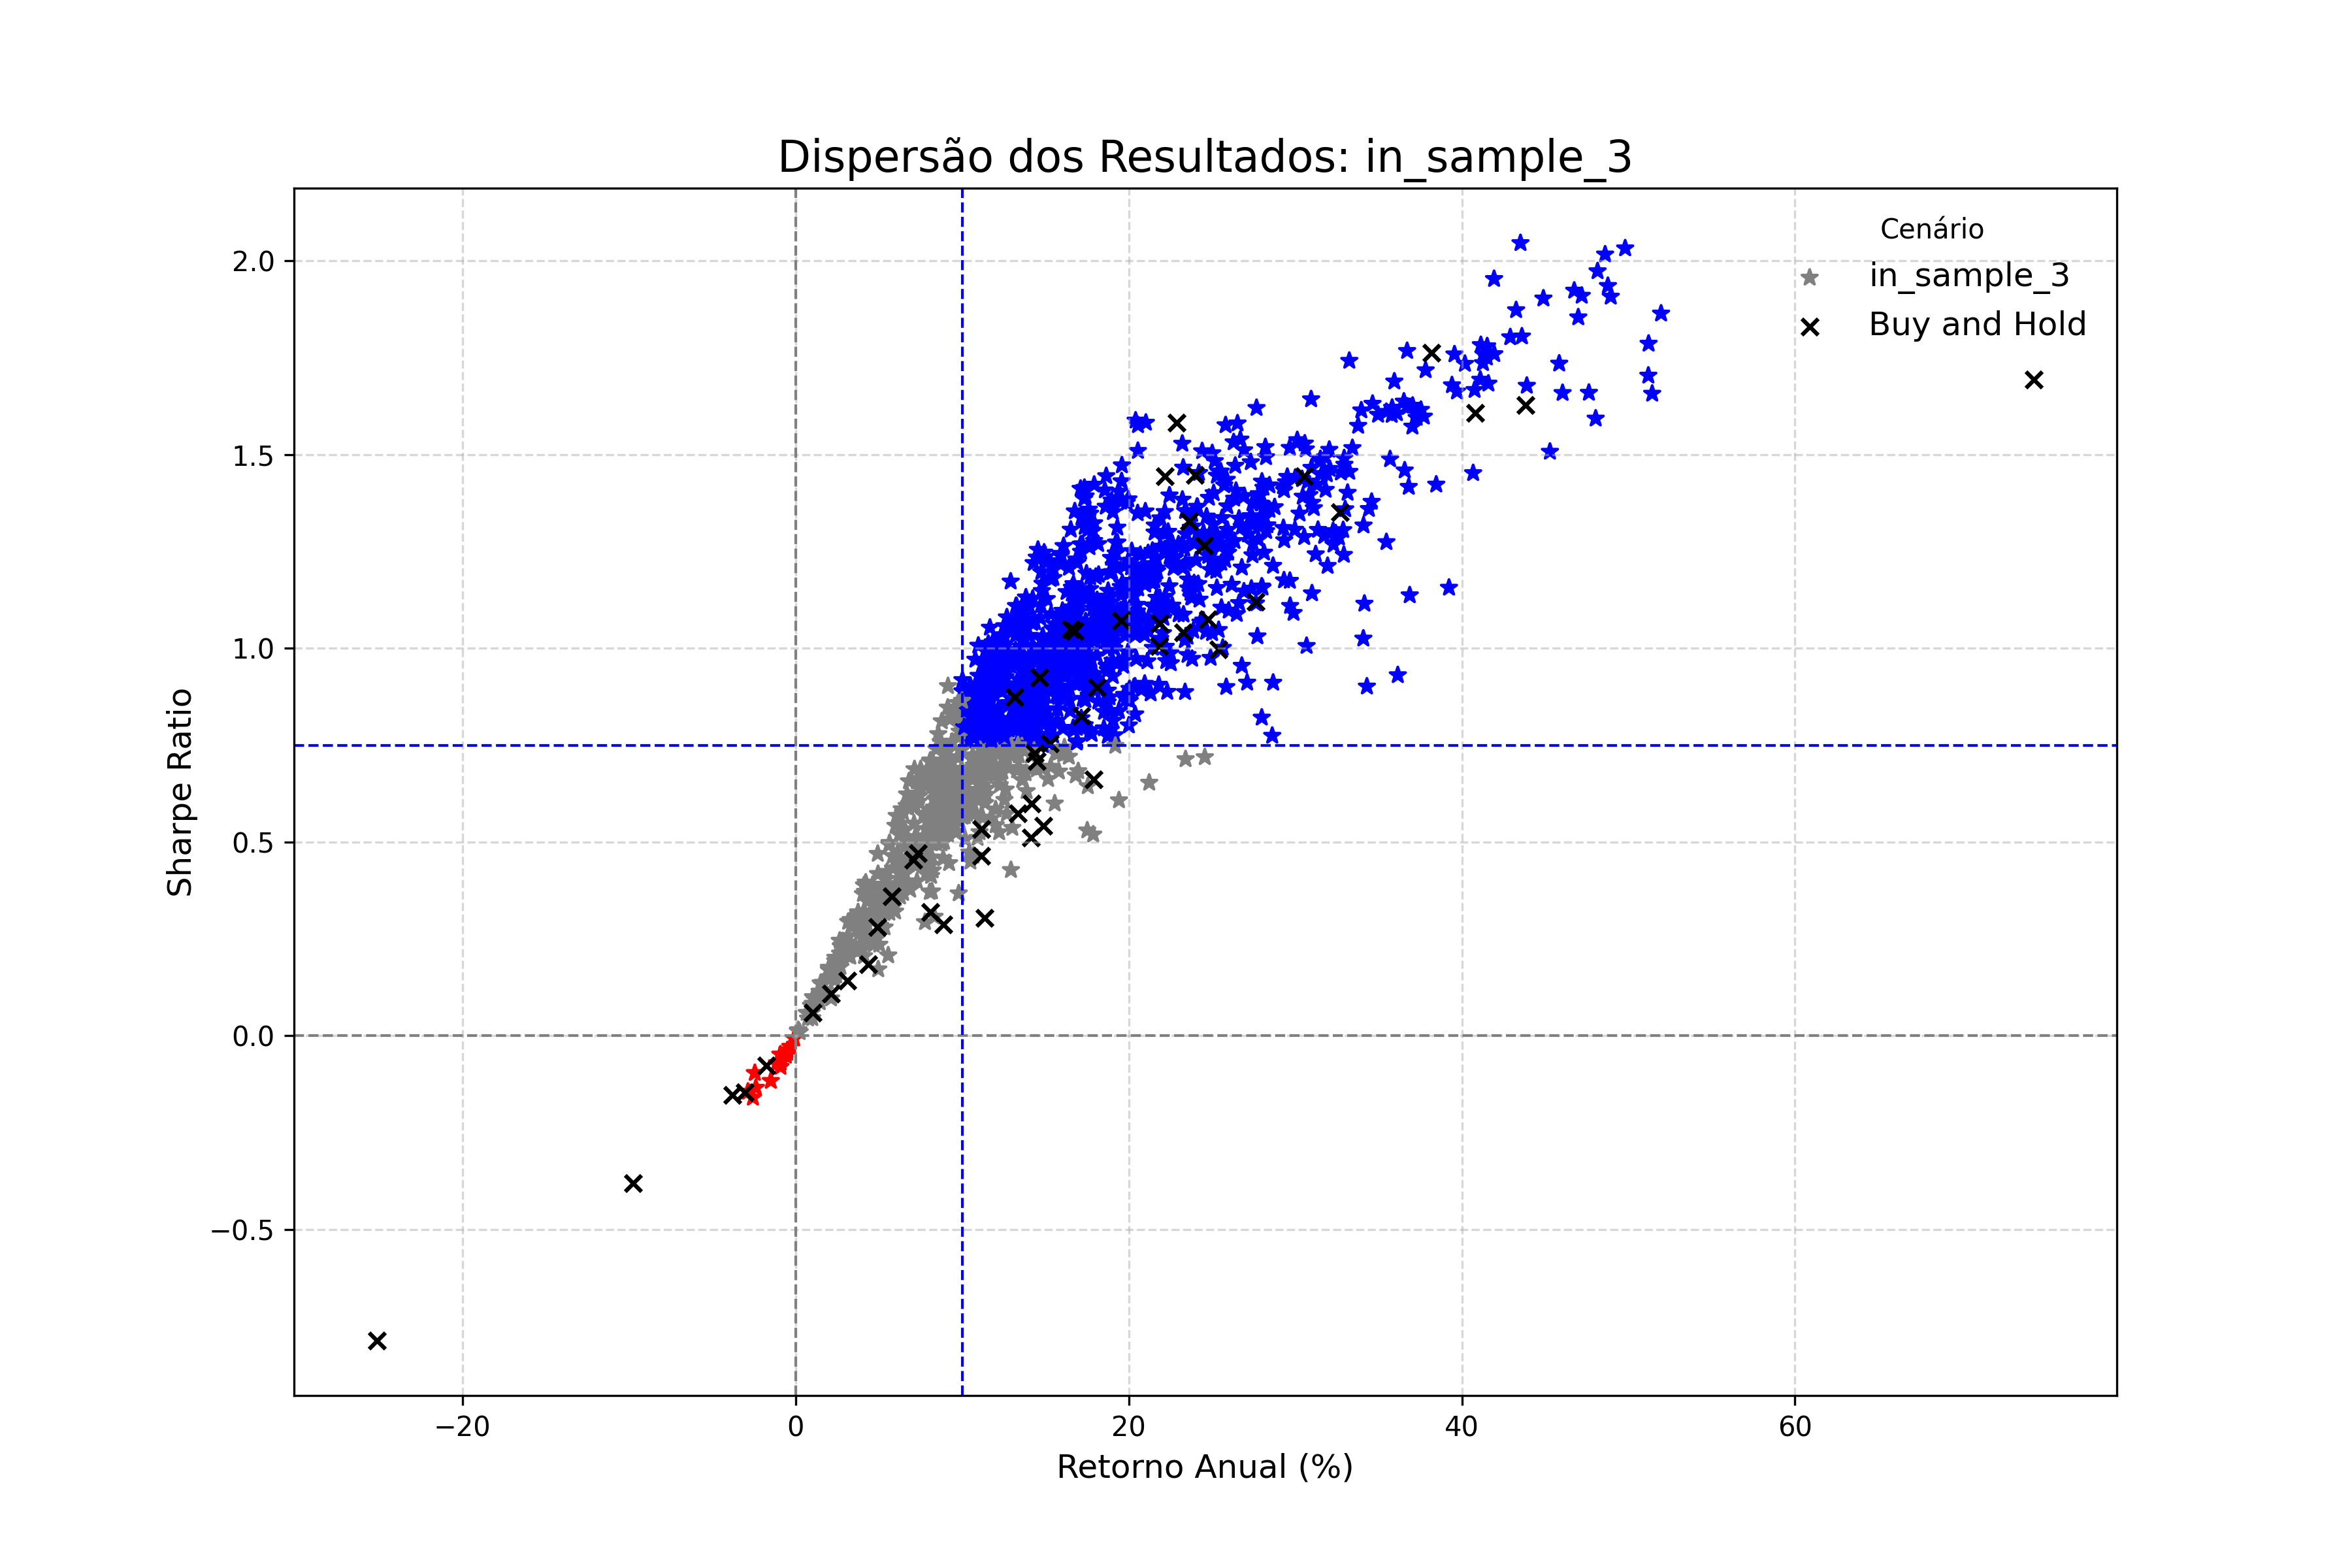 Dispersão dos Resultados: in_sample_3
Cenário
in_sample_3
Buy and Hold
Sharpe Ratio
2.0
1.5
1.0
0.5
0.0
−0.5
−20
0
20
40
60
Retorno Anual (%)